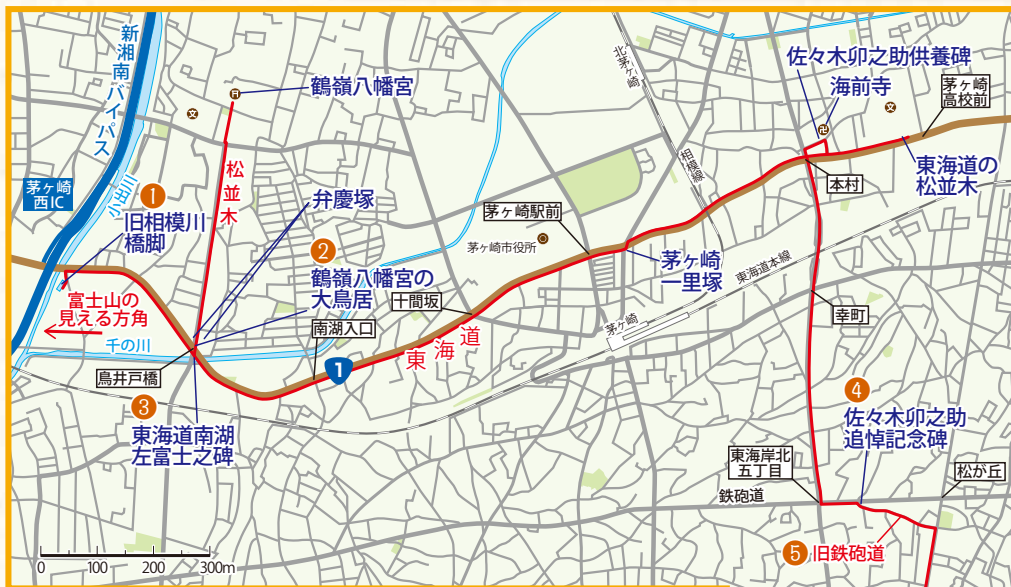 新湘南バイパス
茅ヶ崎
西IC
小出川
1
旧相模川
橋脚
富士山の
見える方角
千の川
鳥井戸橋
3
東海道南湖
左富士之碑
鶴嶺八幡宮
松並木
弁慶塚
2
鶴嶺八幡宮の
大鳥居
南湖入口
1
十間坂
東海道
茅ヶ崎駅前
茅ヶ崎市役所
北茅ヶ崎
相模線
茅ヶ崎
一里塚
茅ヶ崎
東海道本線
佐々木卯之助供養碑
海前寺
茅ヶ崎
高校前
東海道の
松並木
本村
幸町
4
佐々木卯之助
追悼記念碑
東海岸北
五丁目
松が丘
鉄砲道
5 旧鉄砲道
0 100 200 300m